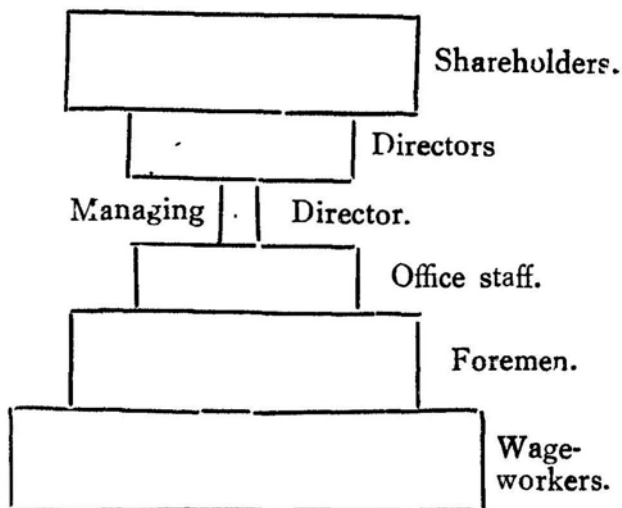 Shareholders.
Directors
Managing Director.
Office staff.
Foremen.
Wage-
workers.